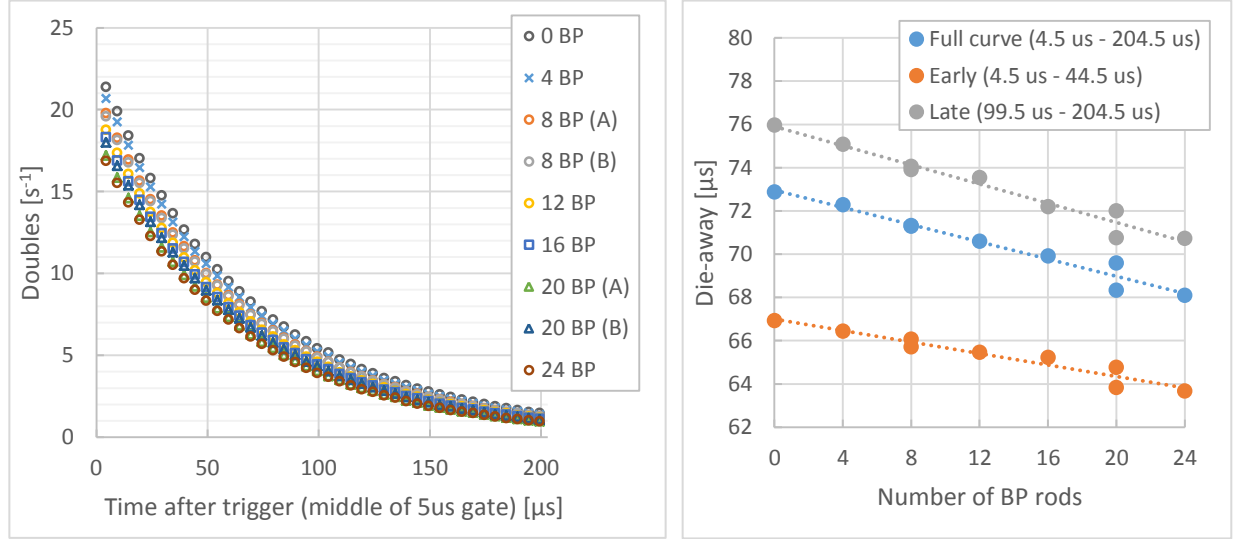 25
20
15
10
5
0
0
50
100
150
200
Doubles [s⁻¹]
Time after trigger (middle of 5us gate) [µs]
0 BP
4 BP
8 BP (A)
8 BP (B)
12 BP
16 BP
20 BP (A)
20 BP (B)
24 BP
80
78
76
74
72
70
68
66
64
62
0
4
8
12
16
20
24
Die-away [µs]
Number of BP rods
Full curve (4.5 us - 204.5 us)
Early (4.5 us - 44.5 us)
Late (99.5 us - 204.5 us)